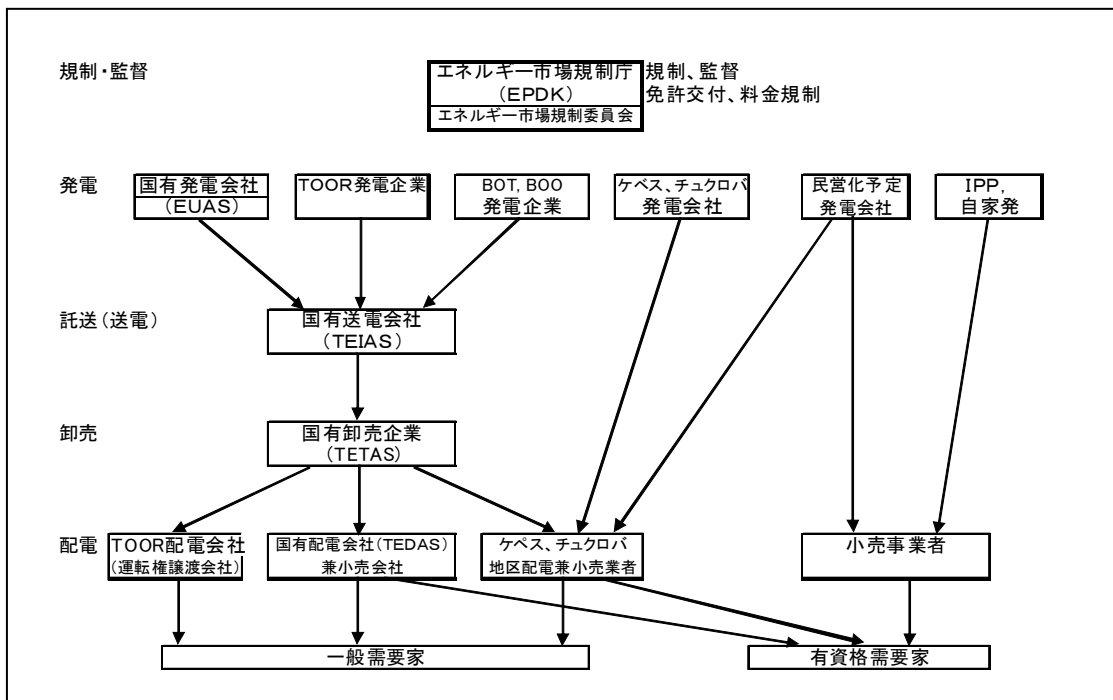 規制・監督
エネルギー市場規制庁
(EPDK)
エネルギー市場規制委員会
規制、監督
免許交付、料金規制
発電
国有発電会社
(EUAS)
TOOR発電企業
BOT, BOO
発電企業
ケベス、チュクロバ
発電会社
民営化予定
発電会社
IPP,
自家発
託送(送電)
国有送電会社
(TEIAS)
卸売
国有卸売企業
(TETAS)
配電
TOOR配電会社
(運転権譲渡会社)
国有配電会社(TEDAS)
兼小売会社
ケペス、チュクロバ
地区配電兼小売業者
小売事業者
一般需要家
有資格需要家